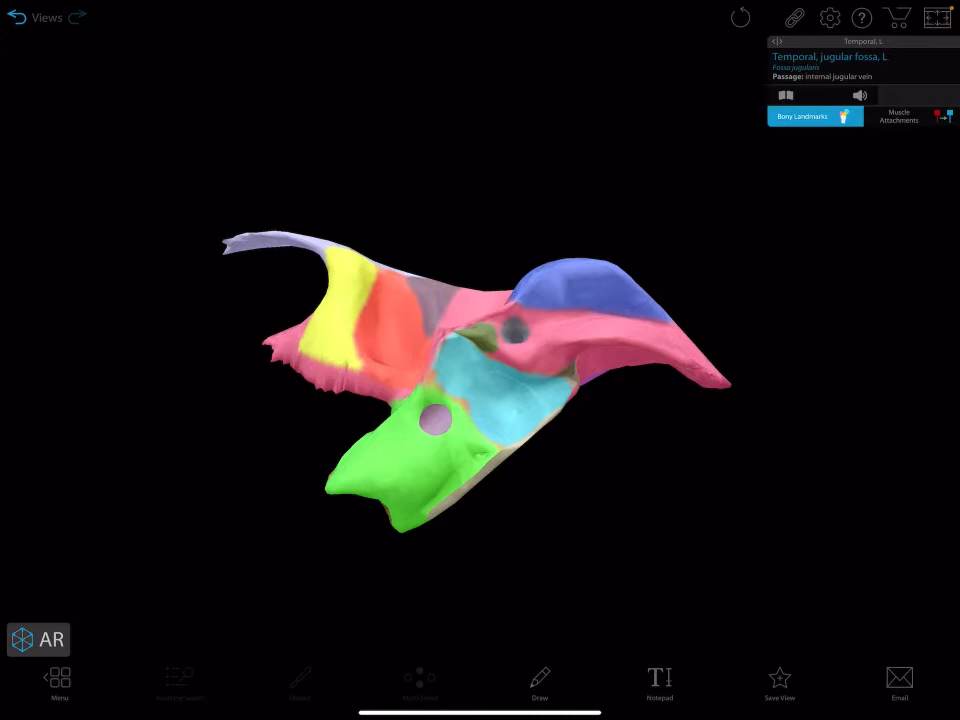 Views
Temporal, L
Temporal, jugular fossa, L
Fossa jugularis
Passage: internal jugular vein
Bony Landmarks
Muscle
Attachments
AR
Menu
Draw
Notepad
Save View
Email